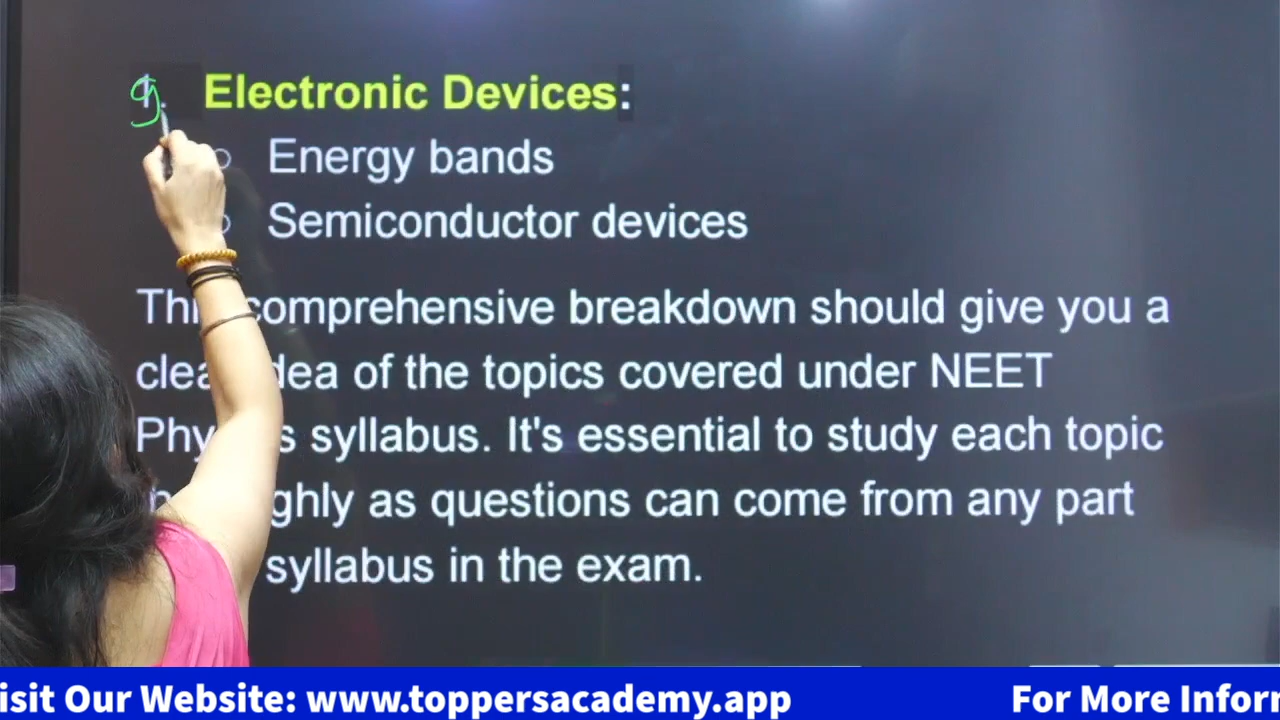 9
1. Electronic Devices:
Energy bands
Semiconductor devices
comprehensive breakdown should give you a
of the topics covered under NEET
syllabus. It's essential to study each topic
as questions can come from any part
syllabus in the exam.
Our Website: www.toppersacademy.app For More